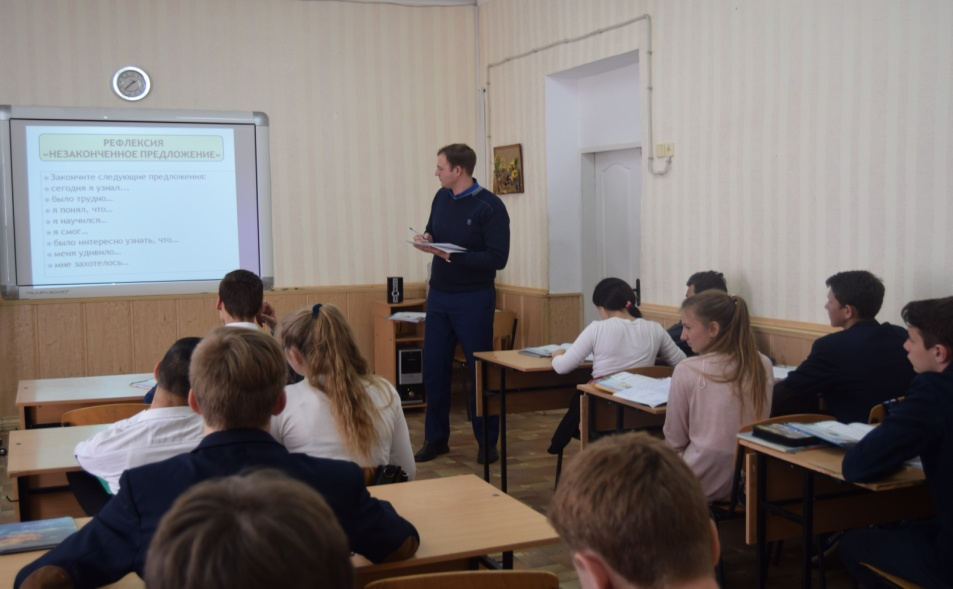 РЕФЛЕКСИЯ
«НЕЗАКОНЧЕННОЕ ПРЕДЛОЖЕНИЕ»
Закончите следующие предложения:
сегодня я узнал…
было трудно…
я понял, что…
я научился…
я смог…
было интересно узнать, что…
меня удивило…
мне захотелось…